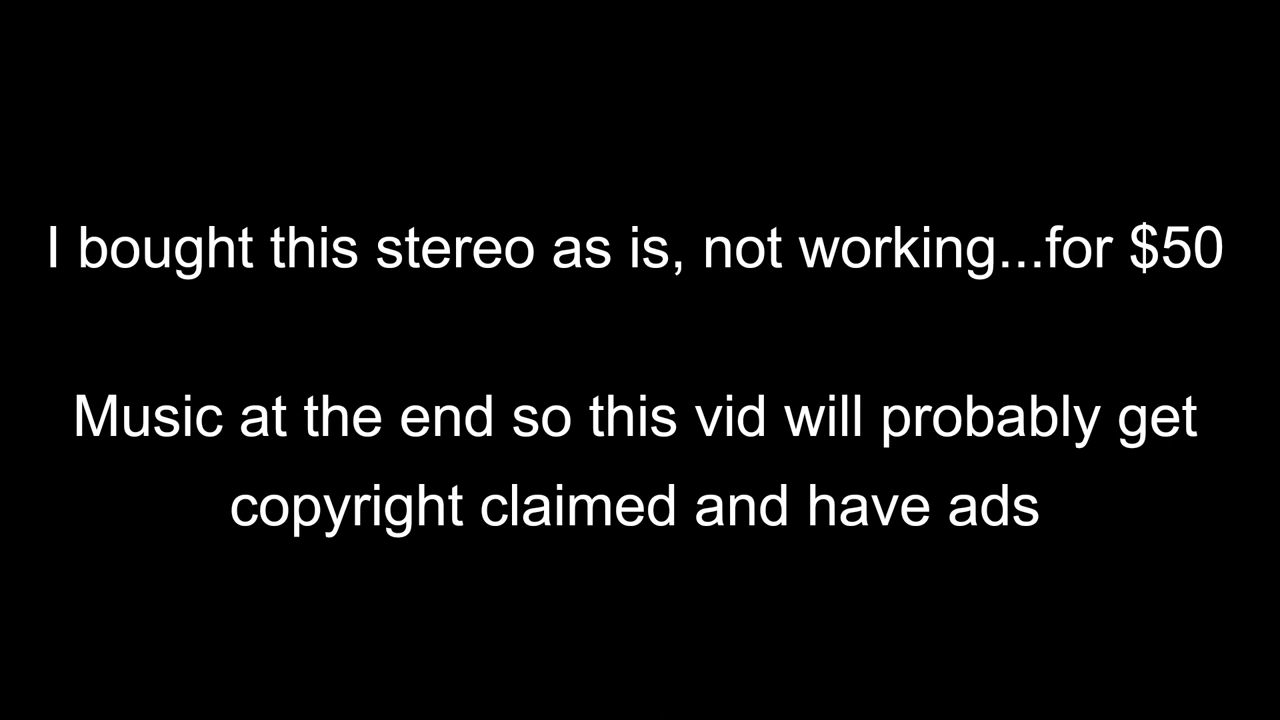 I bought this stereo as is, not working...for $50
Music at the end so this vid will probably get
copyright claimed and have ads